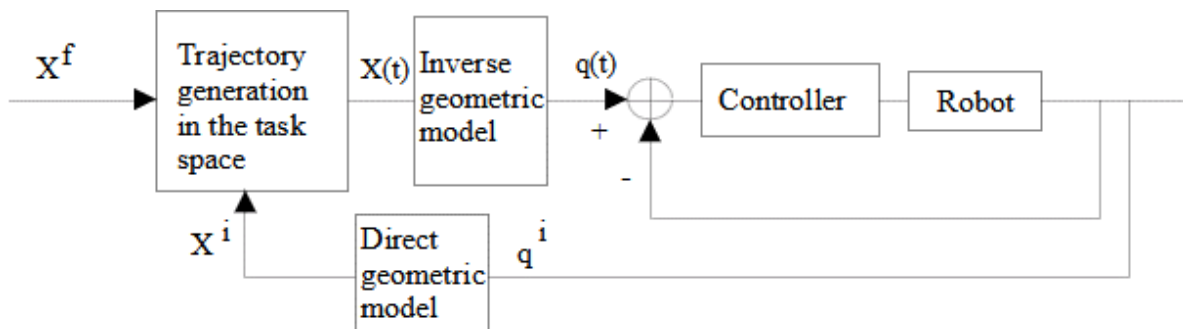 X^f
Trajectory
generation
in the task
space
X(t)
Inverse
geometric
model
q(t)
+
-
Controller
Robot
X^i
Direct
geometric
model
q^i